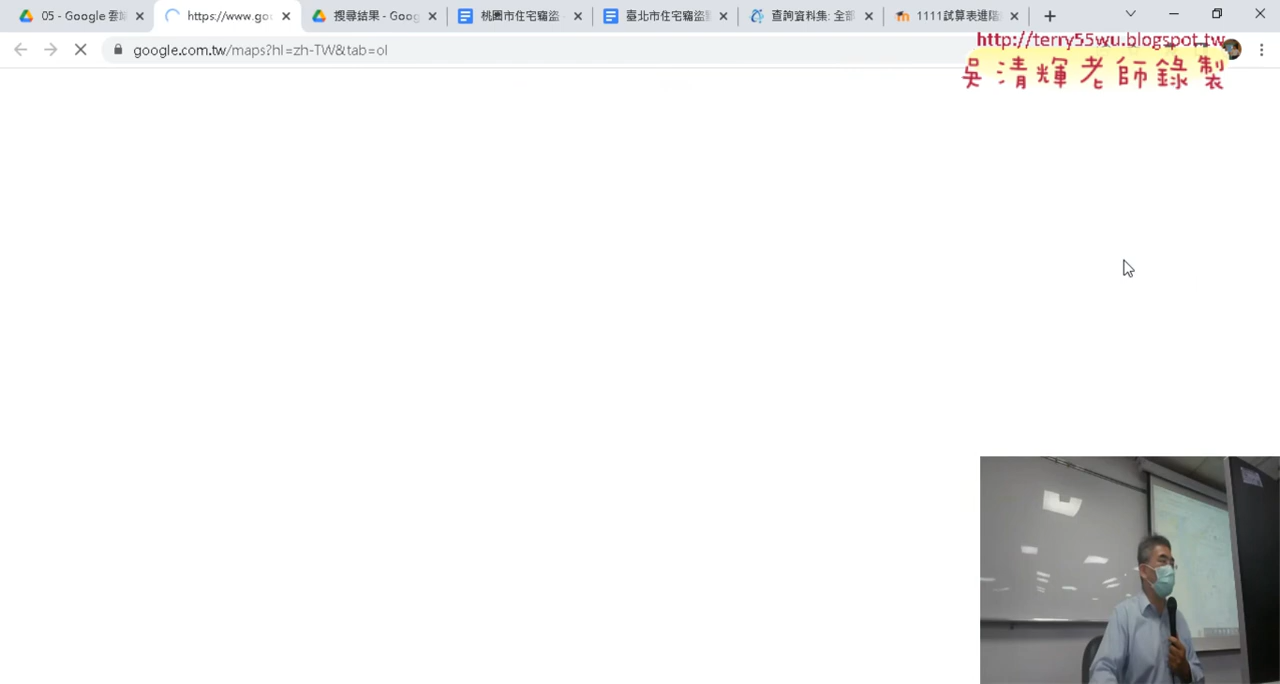 05 - Google 雲端
https://www.goo
搜尋結果 - Goog
桃園市住宅竊盜
臺北市住宅竊盜
查詢資料集: 全部
1111試算表進階
google.com.tw/maps?hl=zh-TW&tab=ol
http://terry55wu.blogspot.tw
吳清輝老師錄製